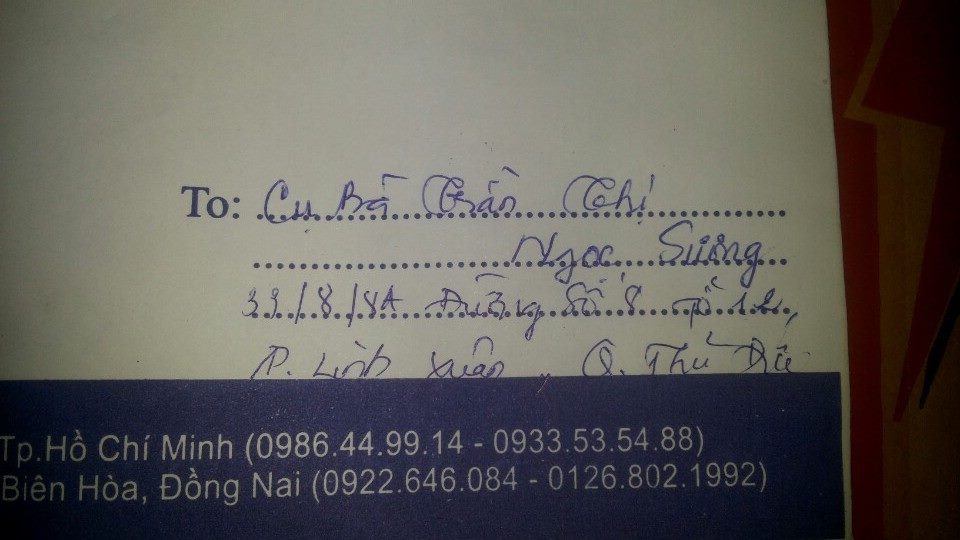 To: Cụ Bà Trần Thị
Ngọc Sương
33/8/8A Đường Số 8 tổ 12,
P. Linh Xuân, Q. Thủ Đức
Tp.Hồ Chí Minh (0986.44.99.14 - 0933.53.54.88)
Biên Hòa, Đồng Nai (0922.646.084 - 0126.802.1992)